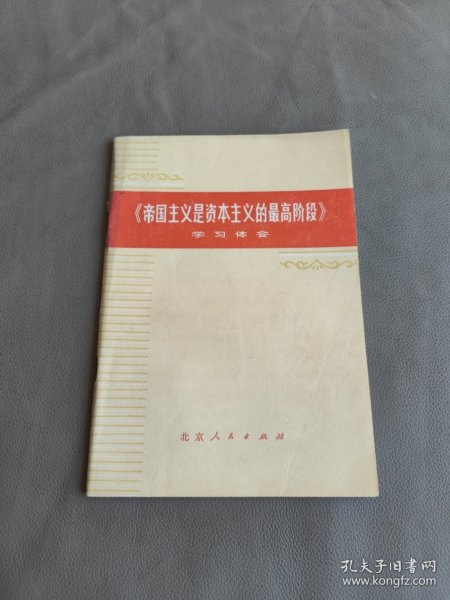 《帝国主义是资本主义的最高阶段》
学习体会
北京人民出版社
孔夫子旧书网
www.kongfz.com